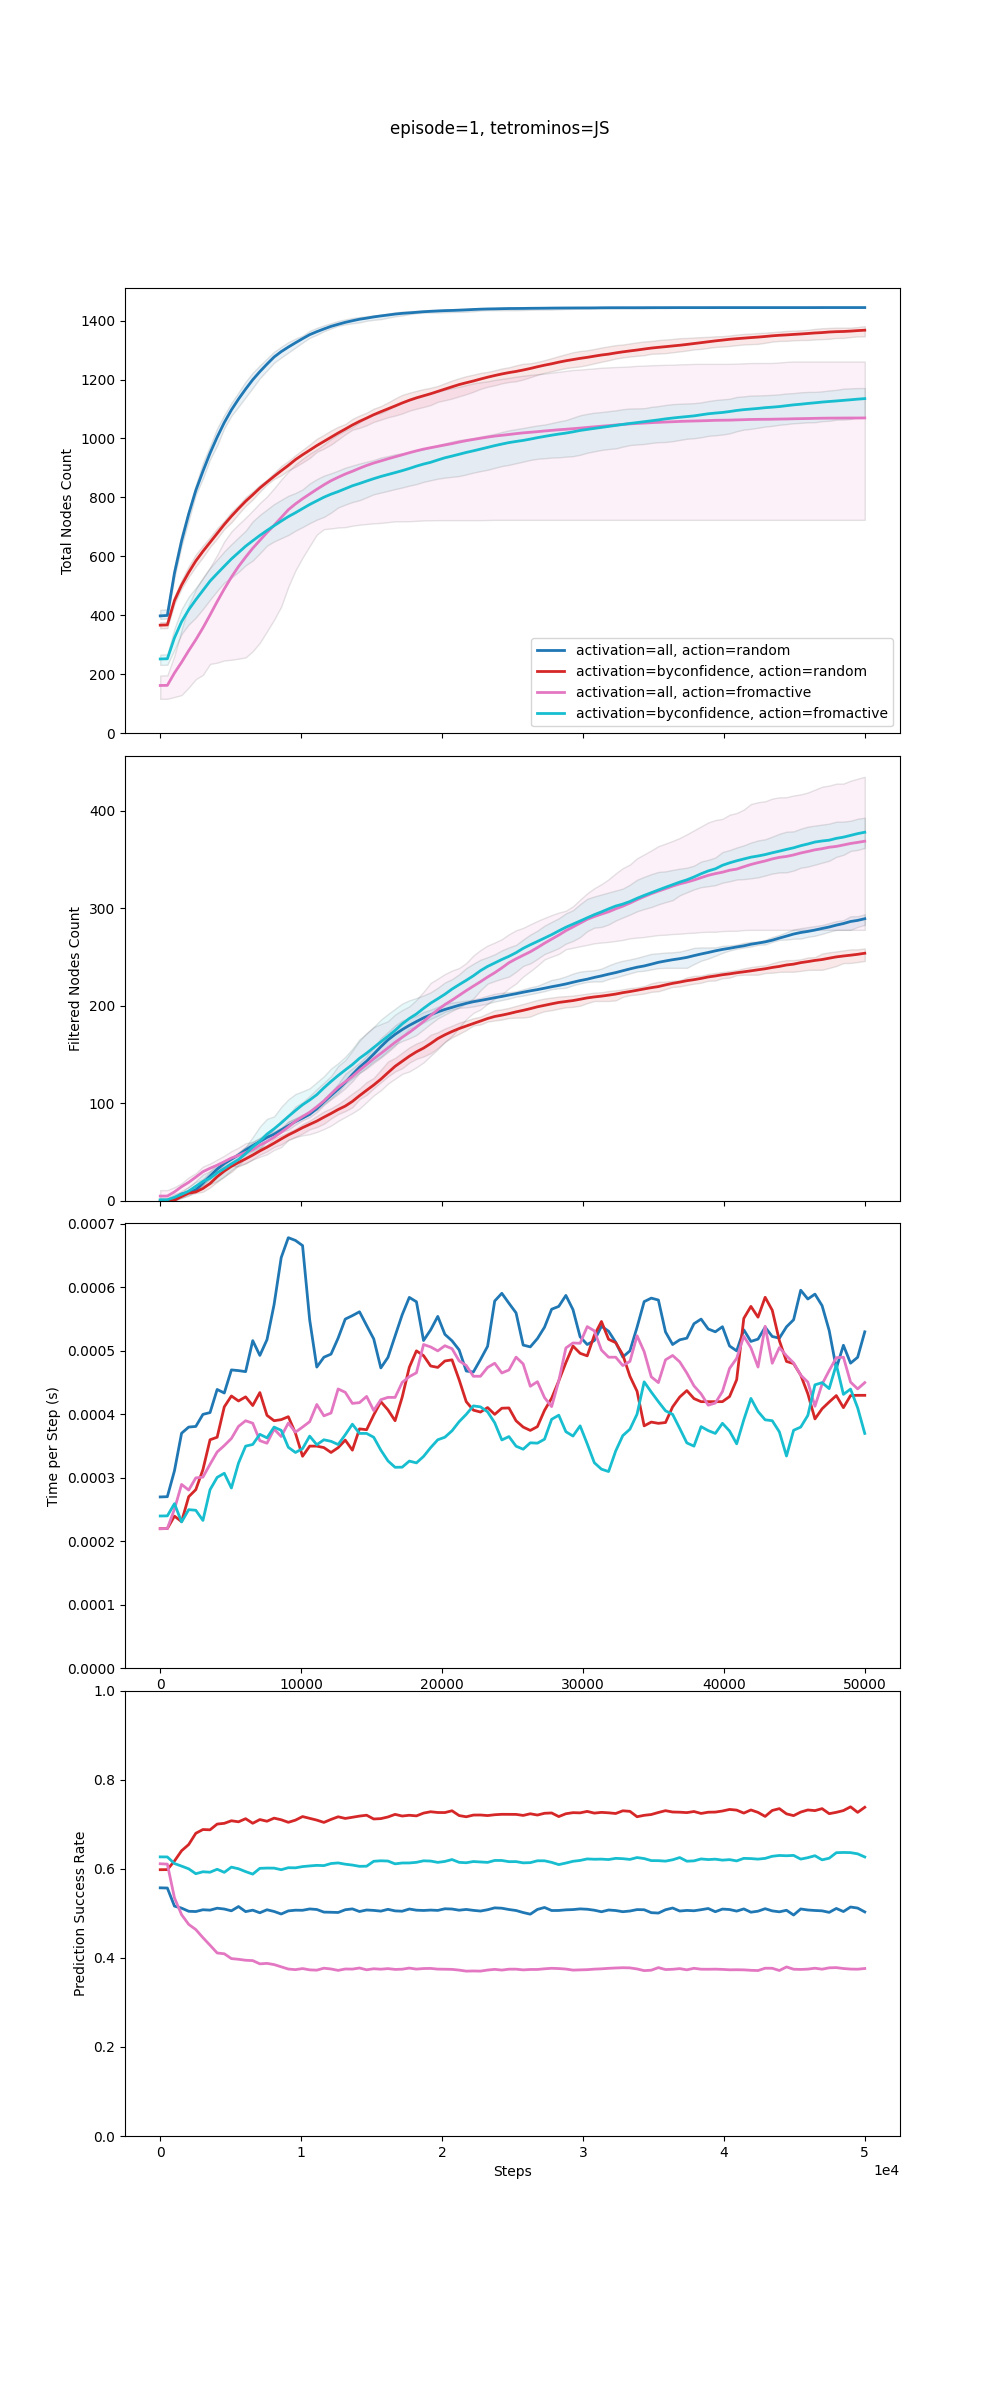 episode=1, tetrominos=JS
1400
1200
1000
800
600
400
200
0
Total Nodes Count
activation=all, action=random
activation=byconfidence, action=random
activation=all, action=fromactive
activation=byconfidence, action=fromactive
400
300
200
100
0
Filtered Nodes Count
0.0007
0.0006
0.0005
0.0004
0.0003
0.0002
0.0001
0.0000
Time per Step (s)
0 10000 20000 30000 40000 50000
1.0
0.8
0.6
0.4
0.2
0.0
Prediction Success Rate
0 1 2 3 4 5
Steps
1e4